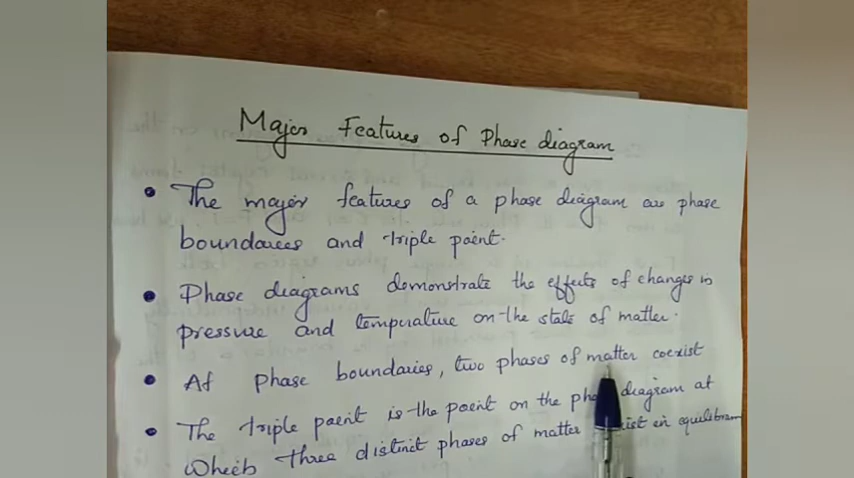 Major Features of Phase diagram
The major features of a phase diagram are phase
boundaries and triple point.
Phase diagrams demonstrate the effects of changes in
pressure and temperature on the state of matter.
At phase boundaries, two phases of matter coexist
The triple point is the point on the diagram at
which three distinct phases of matter in equilibrium